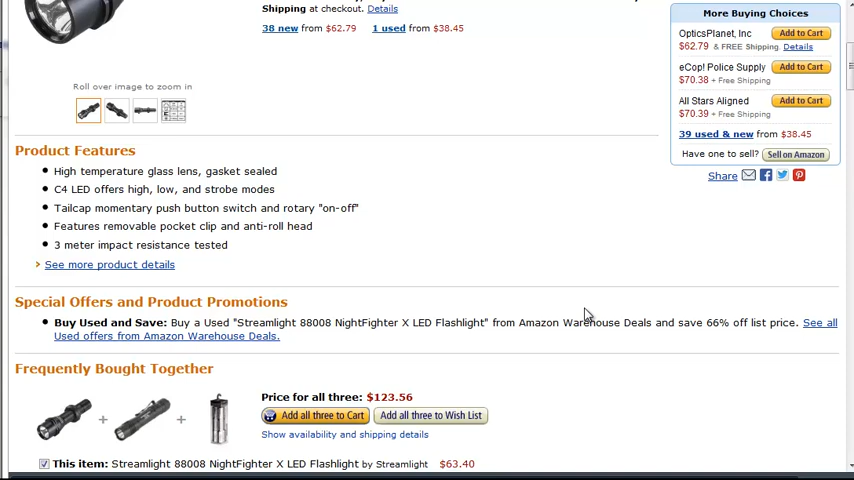 Shipping at checkout. Details
38 new from $62.79 1 used from $38.45
Roll over image to zoom in
More Buying Choices
OpticsPlanet, Inc Add to Cart
$62.79 & FREE Shipping. Details
eCop! Police Supply Add to Cart
$70.38 + Free Shipping
All Stars Aligned Add to Cart
$70.39 + Free Shipping
39 used & new from $38.45
Have one to sell? Sell on Amazon
Share
Product Features
High temperature glass lens, gasket sealed
C4 LED offers high, low, and strobe modes
Tailcap momentary push button switch and rotary "on-off"
Features removable pocket clip and anti-roll head
3 meter impact resistance tested
See more product details
Special Offers and Product Promotions
Buy Used and Save: Buy a Used "Streamlight 88008 NightFighter X LED Flashlight" from Amazon Warehouse Deals and save 66% off list price. See all
Used offers from Amazon Warehouse Deals.
Frequently Bought Together
Price for all three: $123.56
Add all three to Cart Add all three to Wish List
Show availability and shipping details
This item: Streamlight 88008 NightFighter X LED Flashlight by Streamlight $63.40